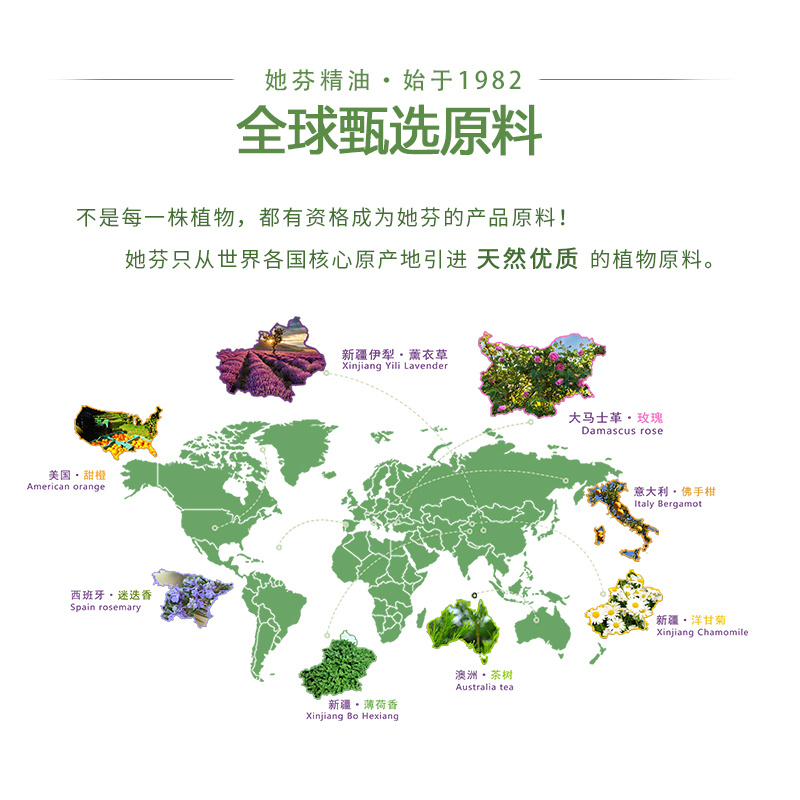 她芬精油·始于1982
全球甄选原料
不是每一株植物，都有资格成为她芬的产品原料！
她芬只从世界各国核心原产地引进 天然优质 的植物原料。
新疆伊犁·薰衣草
Xinjiang Yili Lavender
大马士革·玫瑰
Damascus rose
美国·甜橙
American orange
意大利·佛手柑
Italy Bergamot
西班牙·迷迭香
Spain rosemary
新疆·洋甘菊
Xinjiang Chamomile
澳洲·茶树
Australia tea
新疆·薄荷香
Xinjiang Bo Hexiang